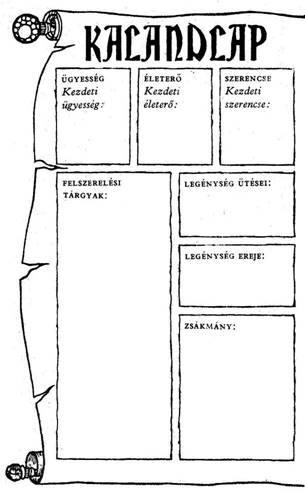 KALANDLAP
ÜGYESSÉG
Kezdeti
ügyesség:
ÉLETERŐ
Kezdeti
életerő:
SZERENCSE
Kezdeti
szerencse:
FELSZERELÉSI
TÁRGYAK:
LEGÉNYSÉG ÜTÉSEI:
LEGÉNYSÉG EREJE:
ZSÁKMÁNY: